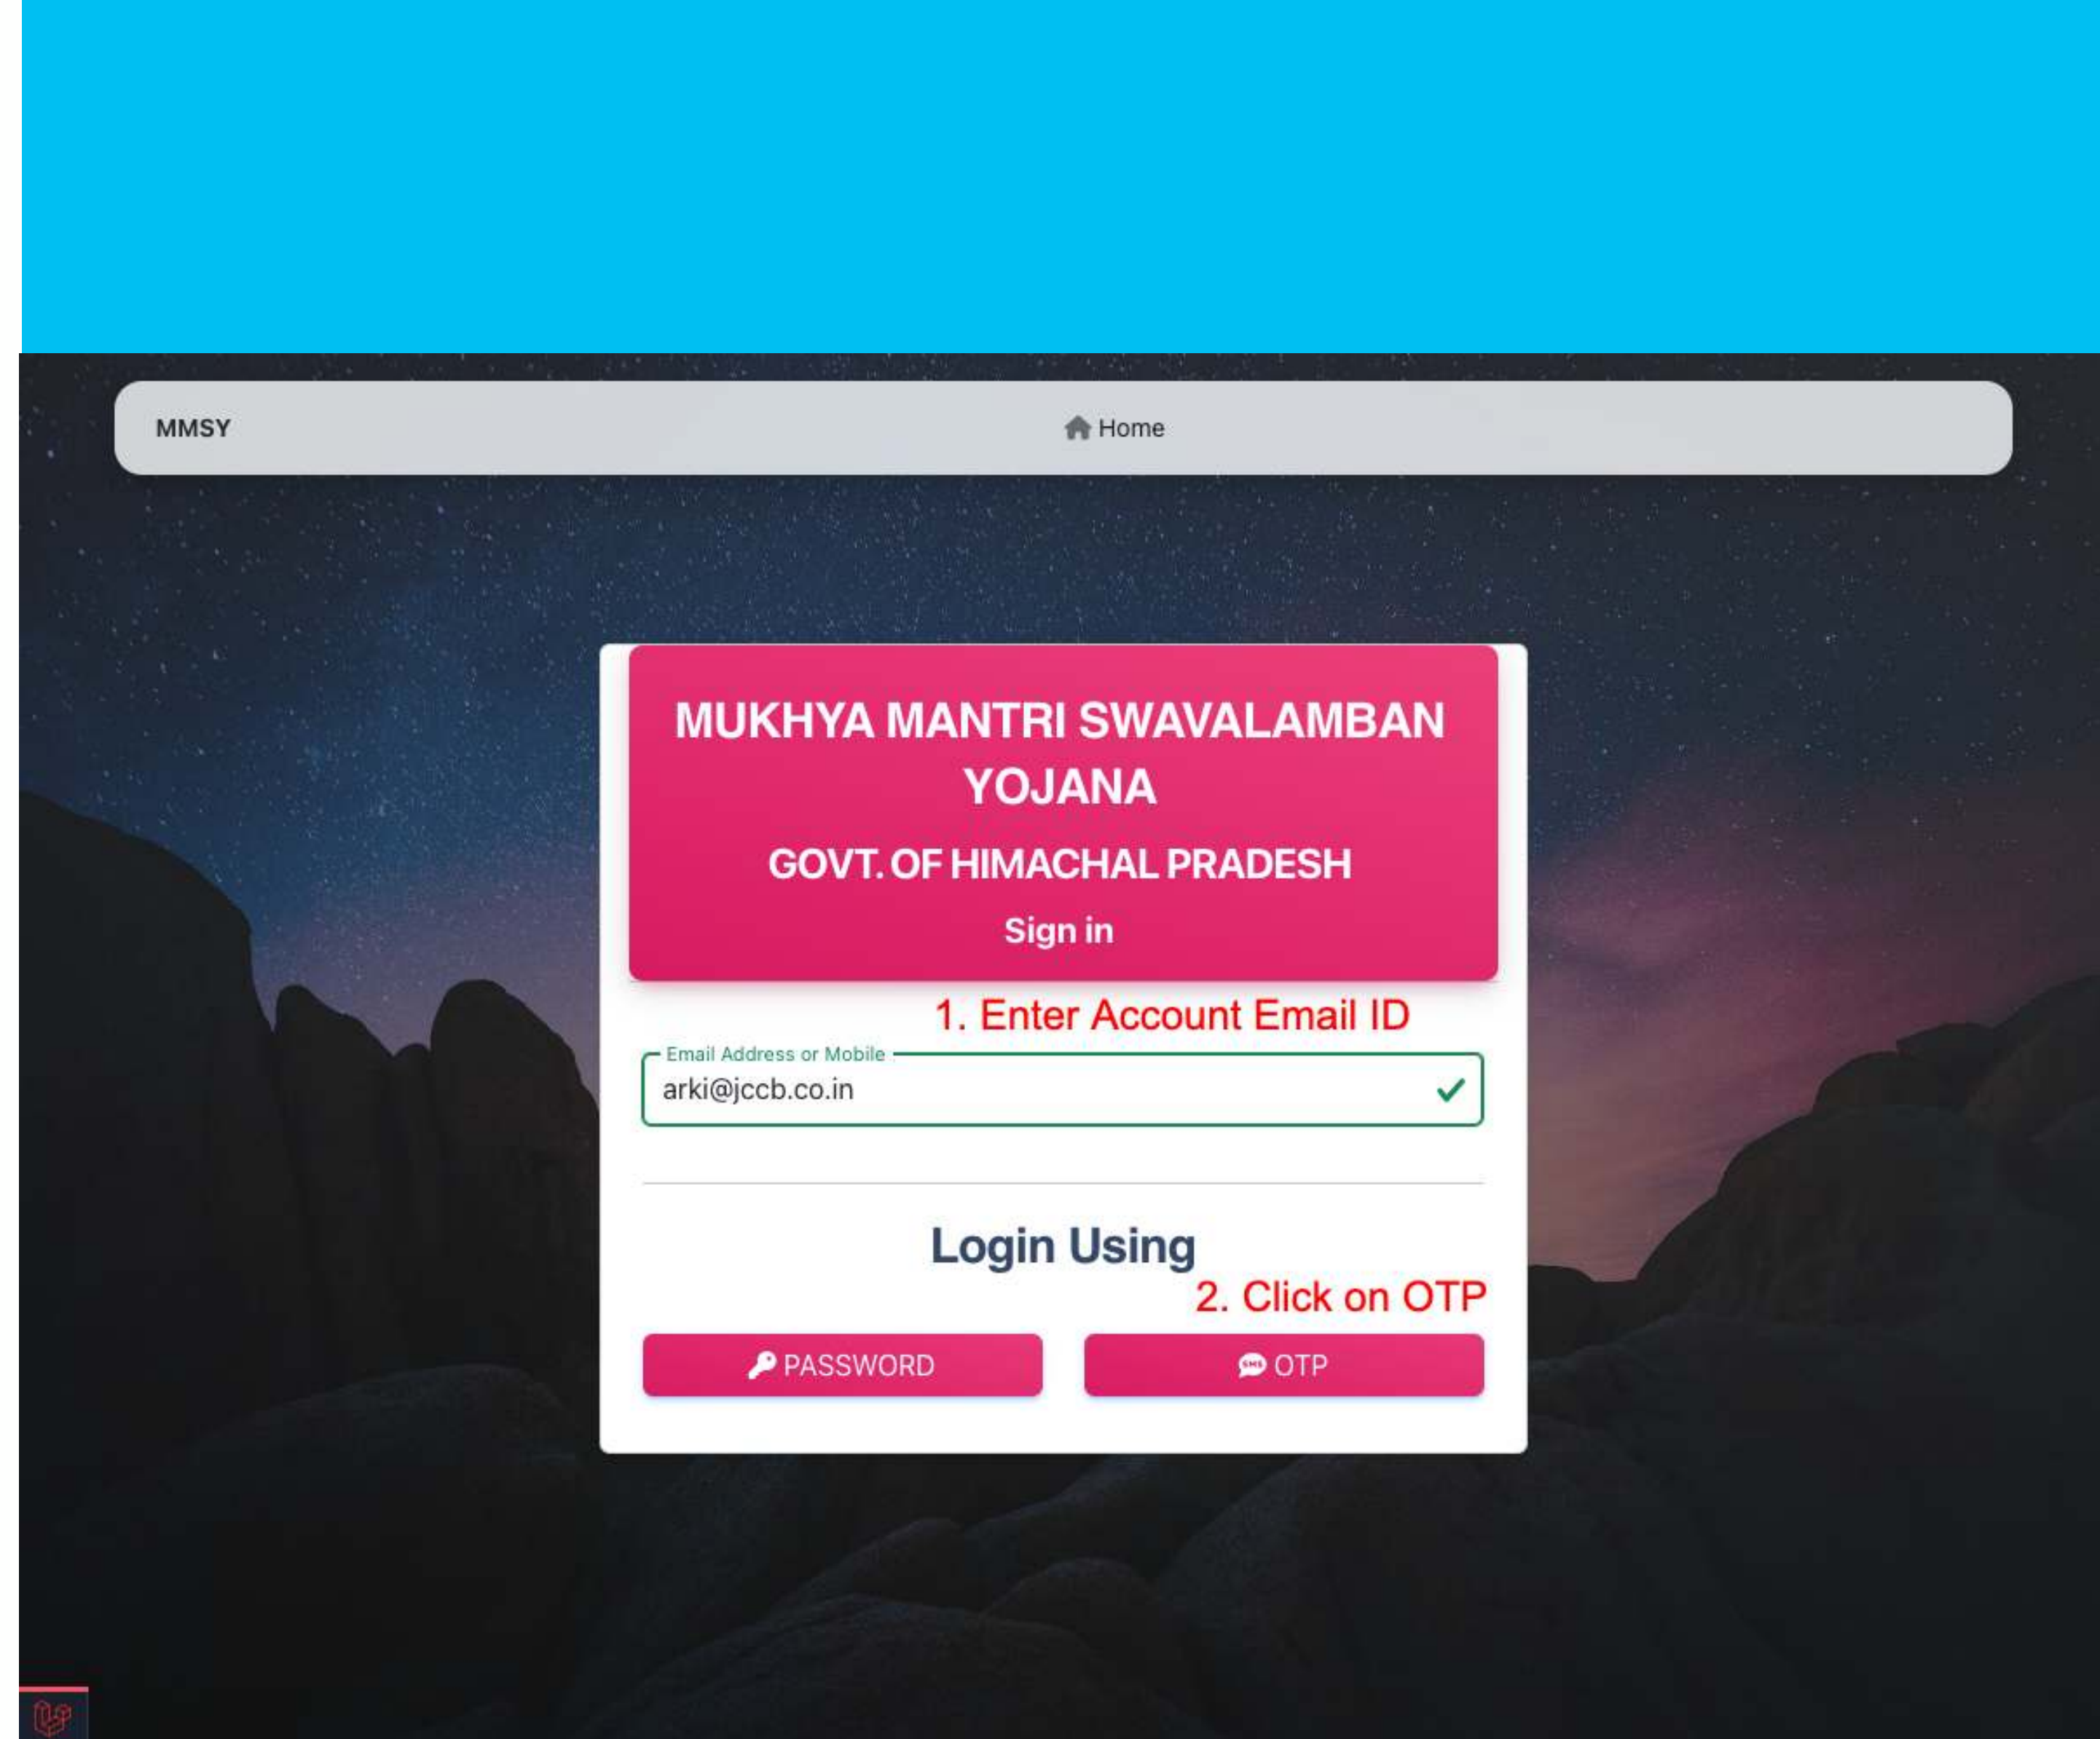 MMSY
Home
MUKHYA MANTRI SWAVALAMBAN
YOJANA
GOVT. OF HIMACHAL PRADESH
Sign in
1. Enter Account Email ID
Email Address or Mobile
arki@jccb.co.in
Login Using
2. Click on OTP
PASSWORD
SMS OTP